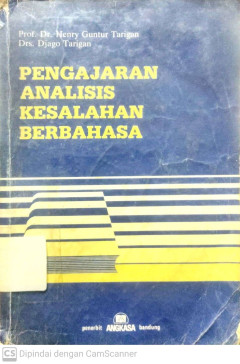 Prof. Dr. Henry Guntur Tarigan
Drs. Djago Tarigan
PENGAJARAN
ANALISIS
KESALAHAN
BERBAHASA
penerbit ANGKASA bandung
CS Dipindai dengan CamScanner